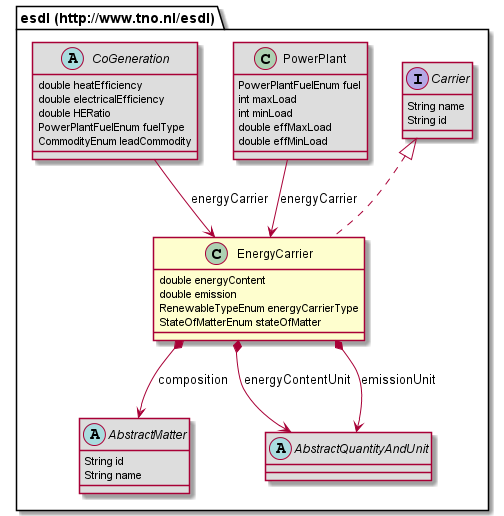 esdl (http://www.tno.nl/esdl)
A CoGeneration
double heatEfficiency
double electricalEfficiency
double HERatio
PowerPlantFuelEnum fuelType
CommodityEnum leadCommodity
C PowerPlant
PowerPlantFuelEnum fuel
int maxLoad
int minLoad
double effMaxLoad
double effMinLoad
I Carrier
String name
String id
energyCarrier
energyCarrier
C EnergyCarrier
double energyContent
double emission
RenewableTypeEnum energyCarrierType
StateOfMatterEnum stateOfMatter
composition
energyContentUnit
emissionUnit
A AbstractMatter
String id
String name
A AbstractQuantityAndUnit